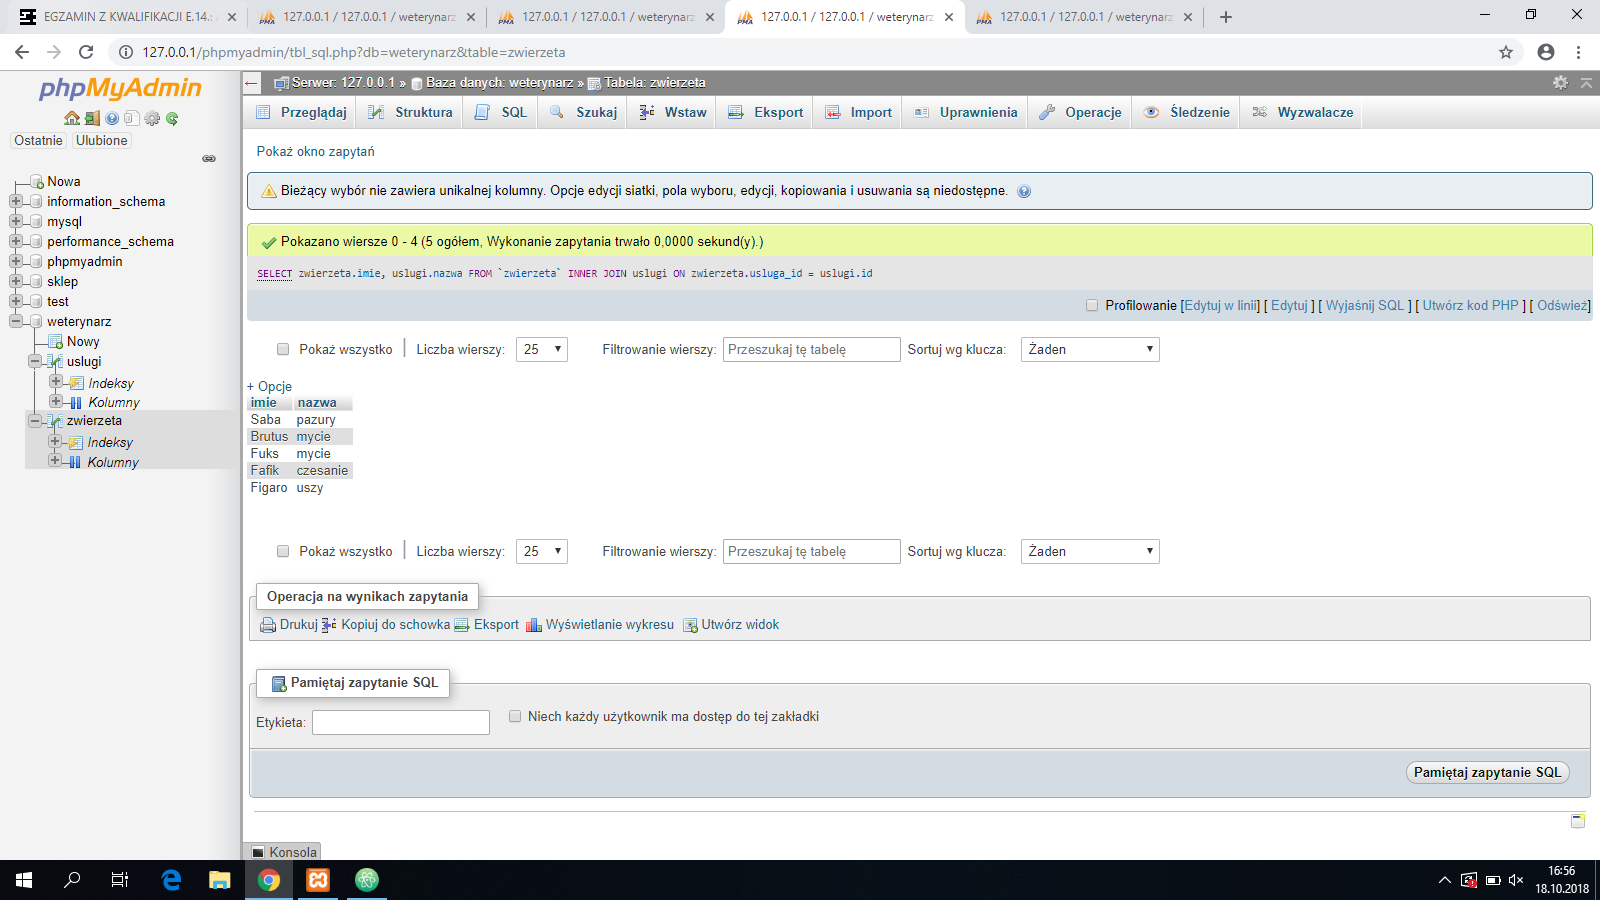 EGZAMIN Z KWALIFIKACJI E.14.:
127.0.0.1 / 127.0.0.1 / weterynarz
127.0.0.1 / 127.0.0.1 / weterynarz
127.0.0.1 / 127.0.0.1 / weterynarz
127.0.0.1 / 127.0.0.1 / weterynarz
127.0.0.1/phpmyadmin/tbl_sql.php?db=weterynarz&table=zwierzeta
phpMyAdmin
Ostatnie Ulubione
Nowa
information_schema
mysql
performance_schema
phpmyadmin
sklep
test
weterynarz
Nowy
uslugi
Indeksy
Kolumny
zwierzeta
Indeksy
Kolumny
Serwer: 127.0.0.1 » Baza danych: weterynarz » Tabela: zwierzeta
Przeglądaj Struktura SQL Szukaj Wstaw Eksport Import Uprawnienia Operacje Śledzenie Wyzwalacze
Pokaż okno zapytań
Bieżący wybór nie zawiera unikalnej kolumny. Opcje edycji siatki, pola wyboru, edycji, kopiowania i usuwania są niedostępne.
Pokazano wiersze 0 - 4 (5 ogółem, Wykonanie zapytania trwało 0,0000 sekund(y).)
SELECT zwierzeta.imie, uslugi.nazwa FROM `zwierzeta` INNER JOIN uslugi ON zwierzeta.usluga_id = uslugi.id
Profilowanie [Edytuj w linii] [ Edytuj ] [ Wyjaśnij SQL ] [ Utwórz kod PHP ] [ Odśwież]
Pokaż wszystko Liczba wierszy: 25 Filtrowanie wierszy: Przeszukaj tę tabelę Sortuj wg klucza: Żaden
+ Opcje
imie nazwa
Saba pazury
Brutus mycie
Fuks mycie
Fafik czesanie
Figaro uszy
Pokaż wszystko Liczba wierszy: 25 Filtrowanie wierszy: Przeszukaj tę tabelę Sortuj wg klucza: Żaden
Operacja na wynikach zapytania
Drukuj Kopiuj do schowka Eksport Wyświetlanie wykresu Utwórz widok
Pamiętaj zapytanie SQL
Etykieta: Niech każdy użytkownik ma dostęp do tej zakładki
Pamiętaj zapytanie SQL
Konsola
16:56
18.10.2018